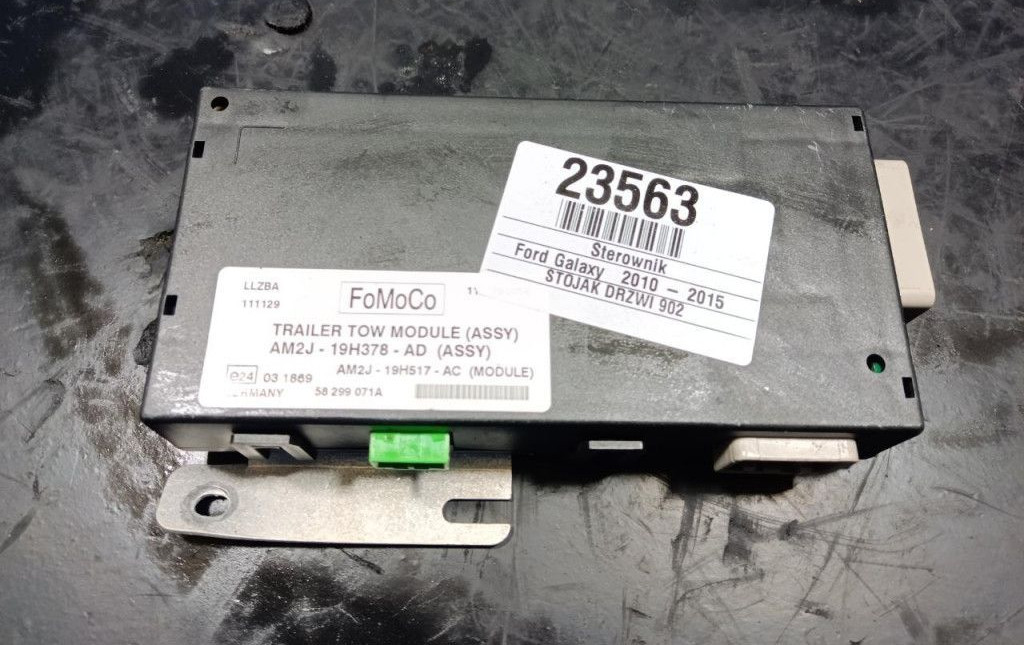 23563
Sterownik
Ford Galaxy 2010 – 2015
STOJAK DRZWI 902
LLZBA
111129
FoMoCo
TRAILER TOW MODULE (ASSY)
AM2J - 19H378 - AD (ASSY)
AM2J - 19H517 - AC (MODULE)
e24 03 1869
58 299 071A